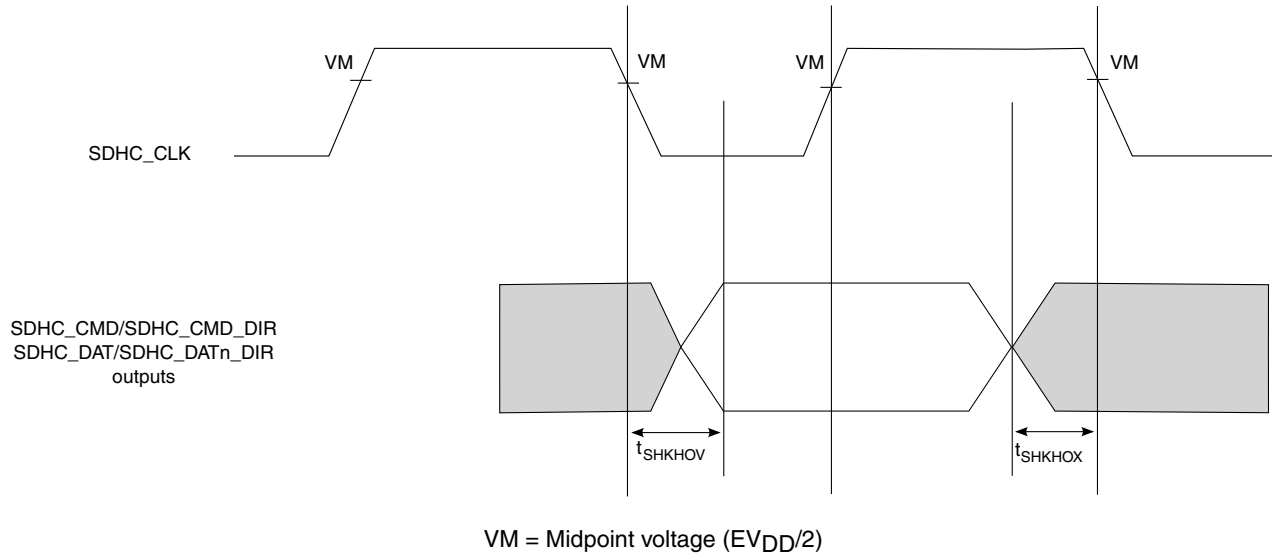 VM
VM
VM
VM
SDHC_CLK
SDHC_CMD/SDHC_CMD_DIR
SDHC_DAT/SDHC_DATn_DIR
outputs
tSHKHOV
tSHKHOX
VM = Midpoint voltage (EVDD/2)